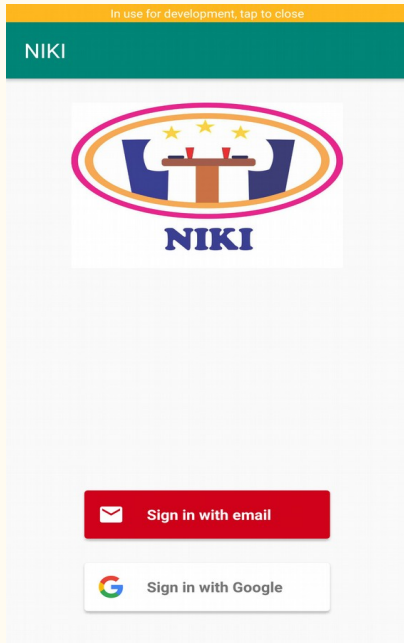 In use for development, tap to close
NIKI
NIKI
Sign in with email
Sign in with Google